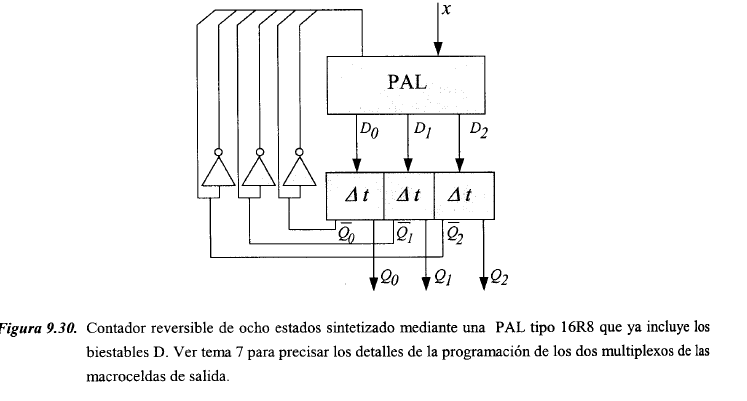 x
PAL
D0 D1 D2
Δt Δt Δt
Q̅0 Q̅1 Q̅2
Q0 Q1 Q2
Figura 9.30. Contador reversible de ocho estados sintetizado mediante una PAL tipo 16R8 que ya incluye los
biestables D. Ver tema 7 para precisar los detalles de la programación de los dos multiplexos de las
macroceldas de salida.